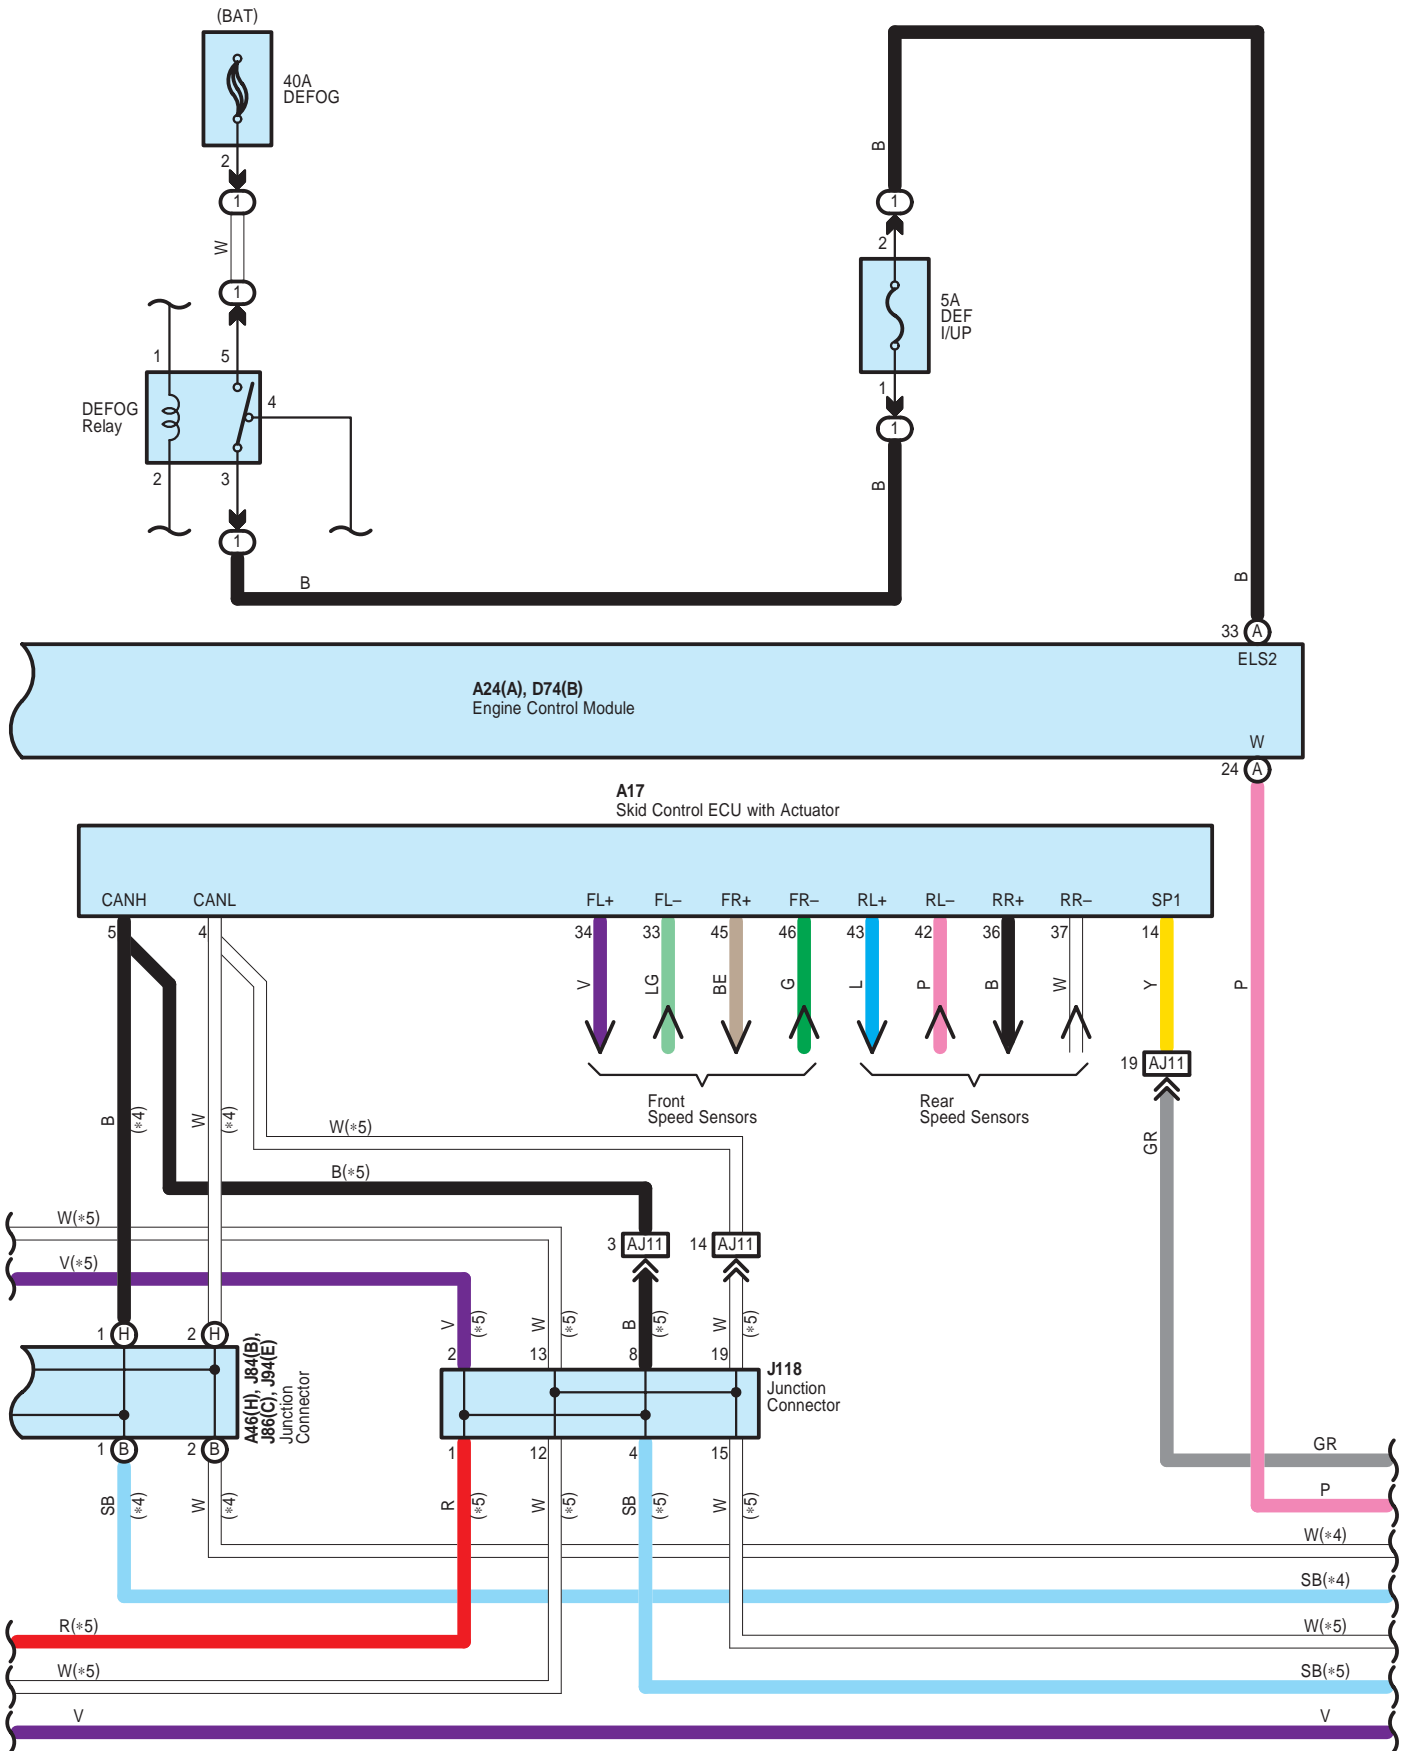 (BAT)
40A
DEFOG
2
1
W
1
1
5
DEFOG
Relay
4
2
3
1
B
B
1
2
5A
DEF
I/UP
1
1
B
B
33
A
ELS2
A24(A), D74(B)
Engine Control Module
W
24
A
A17
Skid Control ECU with Actuator
CANH
CANL
FL+
FL–
FR+
FR–
RL+
RL–
RR+
RR–
SP1
5
4
34
33
45
46
43
42
36
37
14
V
LG
BE
G
L
P
B
W
Y
P
19
AJ11
Front
Speed Sensors
Rear
Speed Sensors
GR
B
(*4)
W
(*4)
W(*5)
B(*5)
W(*5)
V(*5)
3
AJ11
14
AJ11
V
(*5)
W
(*5)
B
(*5)
W
(*5)
1
H
2
H
2
13
8
19
A46(H), J84(B),
J86(C), J94(E)
Junction
Connector
J118
Junction
Connector
1
B
2
B
1
12
4
15
SB
(*4)
W
(*4)
R
(*5)
W
(*5)
SB
(*5)
W
(*5)
GR
P
W(*4)
SB(*4)
R(*5)
W(*5)
W(*5)
SB(*5)
V
V